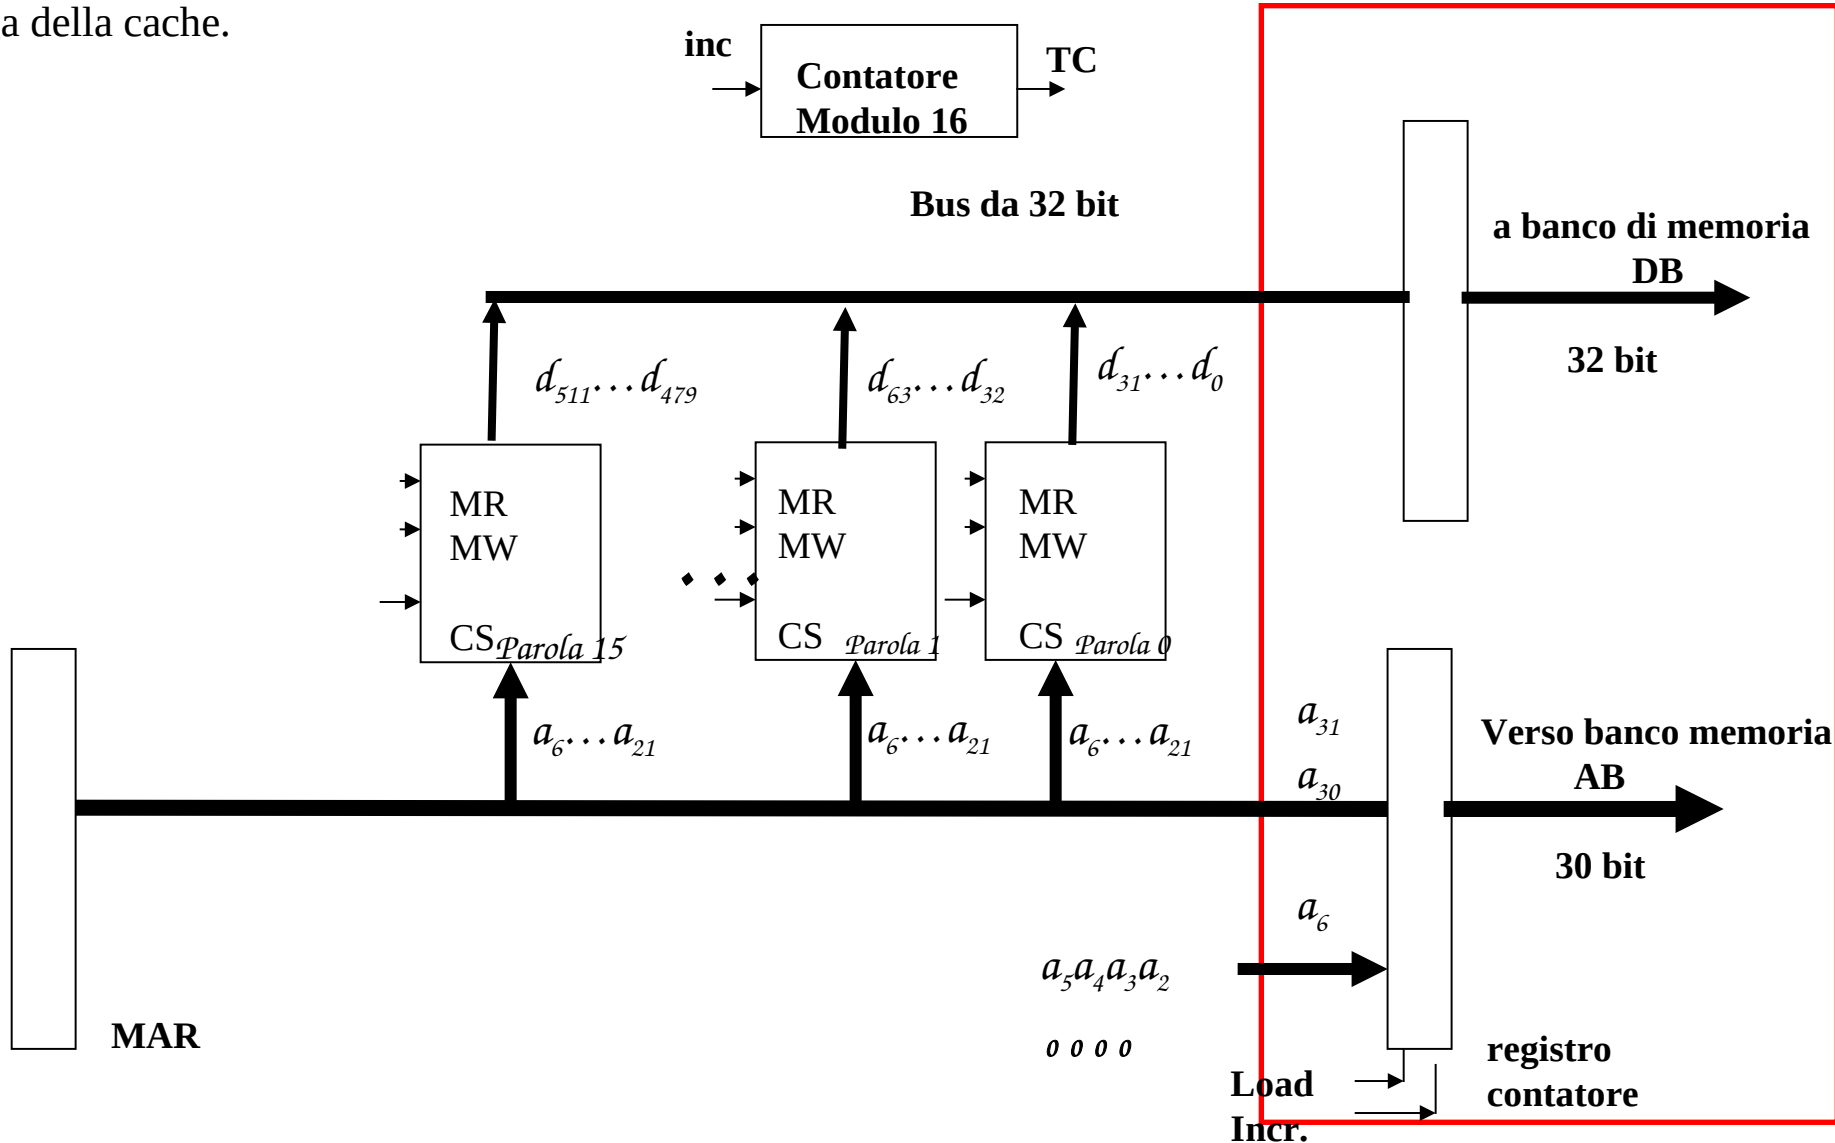 a della cache.
inc
Contatore
Modulo 16
TC
Bus da 32 bit
a banco di memoria
DB
32 bit
d511...d479
d63...d32
d31...d0
MR
MW
CS Parola 15
...
MR
MW
CS Parola 1
MR
MW
CS Parola 0
a6...a21
a6...a21
a6...a21
a31
a30
a6
Verso banco memoria
AB
30 bit
a5a4a3a2
0 0 0 0
MAR
Load
Incr.
registro
contatore